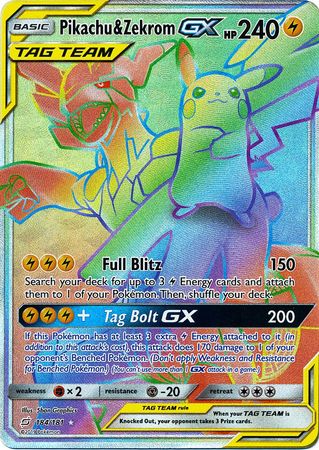 BASIC Pikachu&Zekrom GX HP 240
TAG TEAM
Full Blitz 150
Search your deck for up to 3 Energy cards and
attach them to 1 of your Pokémon. Then, shuffle your deck.
+ Tag Bolt GX 200
If this Pokémon has at least 3 extra Energy attached to it (in
addition to this attack's cost), this attack does 170 damage to 1 of your
opponent's Benched Pokémon. (Don't apply Weakness and Resistance
for Benched Pokémon.) (You can't use more than 1 GX attack in a game.)
weakness ×2 resistance -20 retreat
TAG TEAM rule
When your TAG TEAM is
Knocked Out, your opponent takes 3 Prize cards.
Illus. 5ban Graphics
184/181